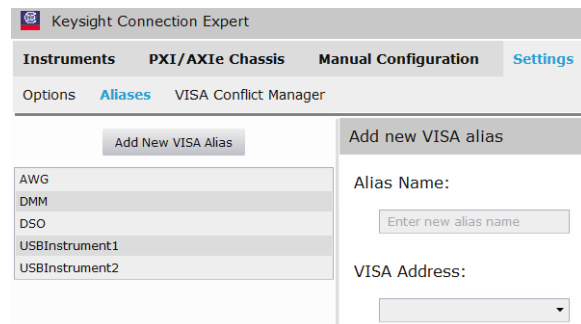 Keysight Connection Expert
Instruments PXI/AXIe Chassis Manual Configuration Settings
Options Aliases VISA Conflict Manager
Add New VISA Alias
AWG
DMM
DSO
USBInstrument1
USBInstrument2
Add new VISA alias
Alias Name:
Enter new alias name
VISA Address: